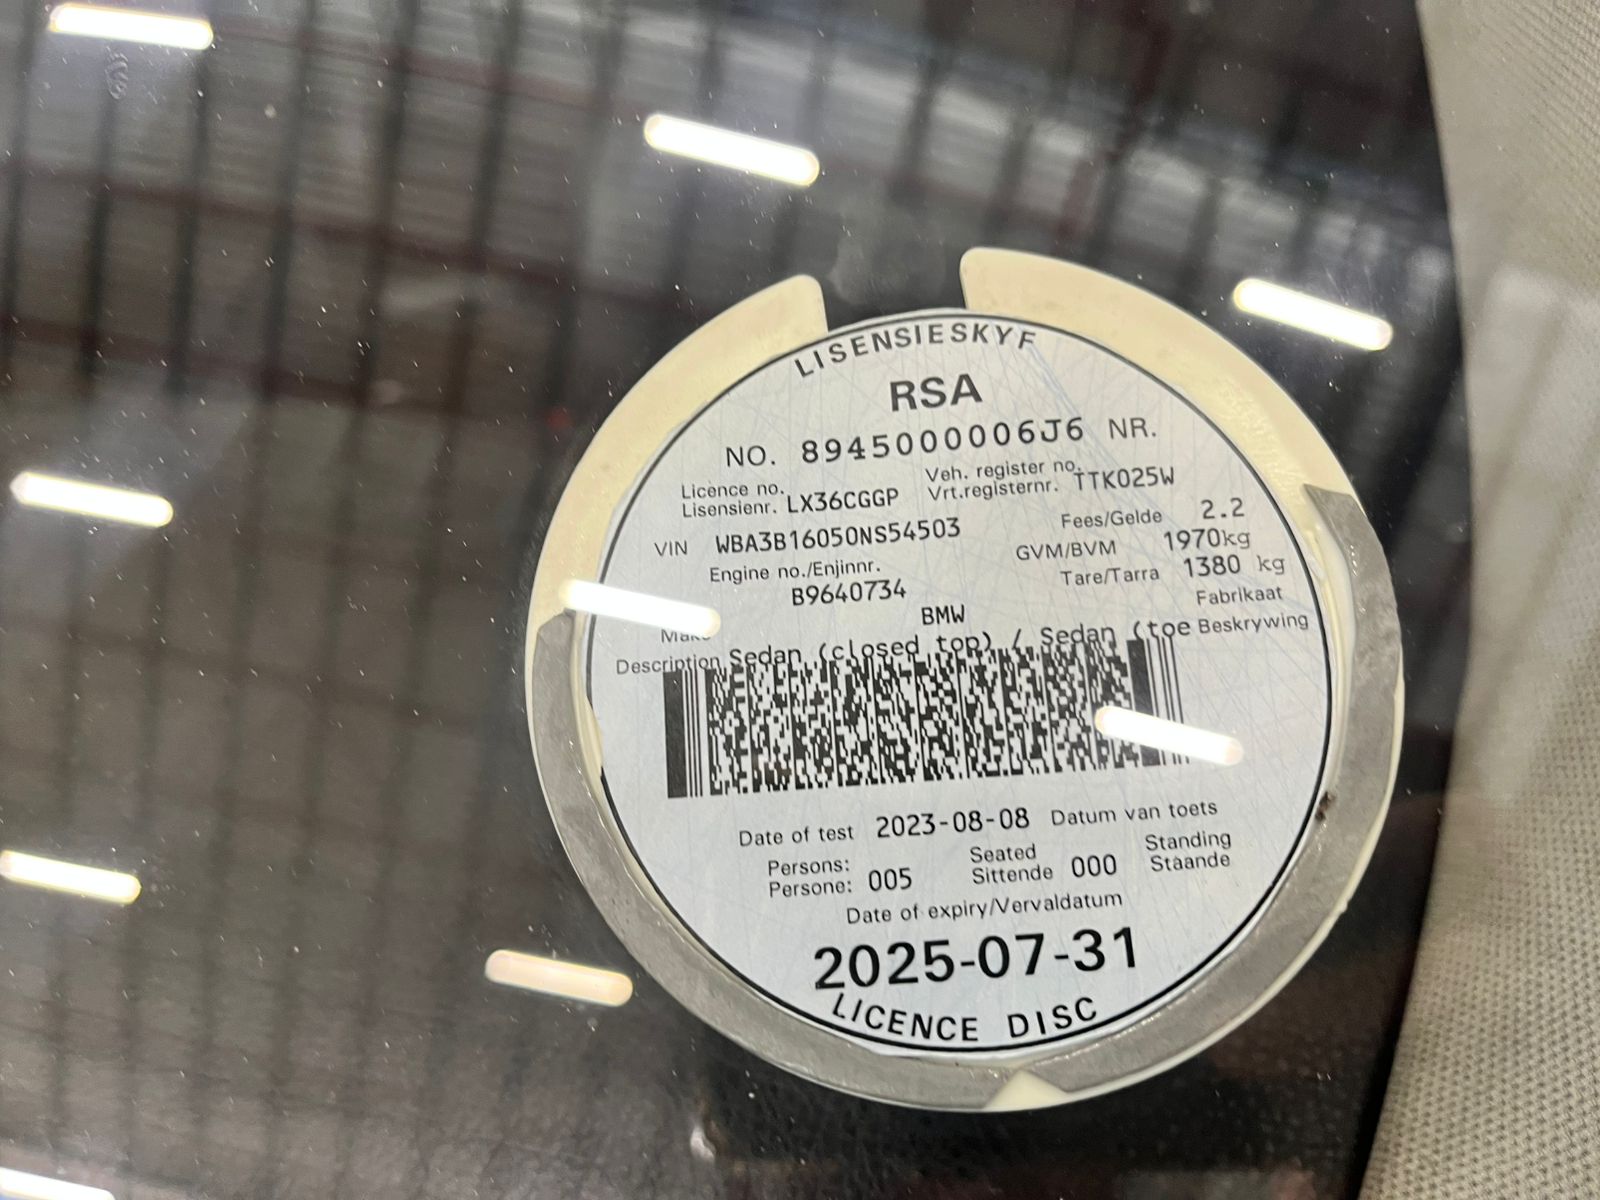 LISENSIESKYF
RSA
NO. 8945000006J6 NR.
Licence no. Lisensienr. LX36CGGP Veh. register no. Vrt.registernr. TTK025W
Fees/Gelde 2.2
VIN WBA3B16050NS54503 GVM/BVM 1970kg
Engine no./Enjinnr. Tare/Tarra 1380 kg
B9640734
Make BMW Fabrikaat
Description Sedan (closed top) / Sedan (toe Beskrywing
Date of test 2023-08-08 Datum van toets
Persons: Persone: 005 Seated Sittende 000 Standing Staande
Date of expiry/Vervaldatum
2025-07-31
LICENCE DISC